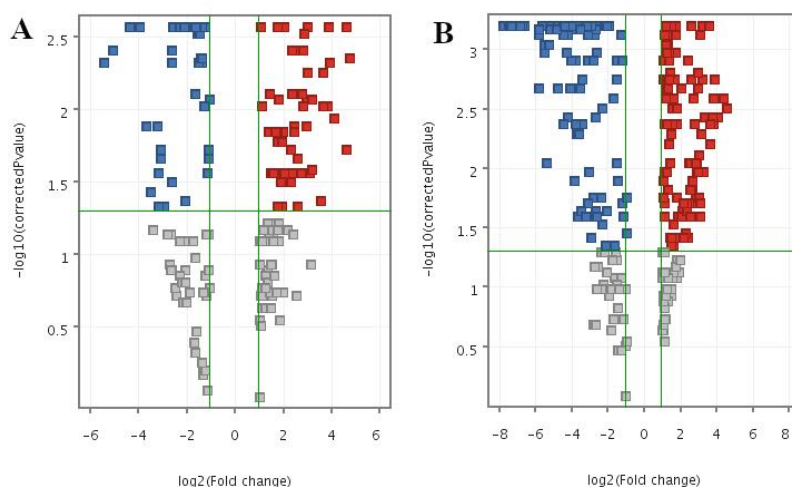 A
−log10(correctedPvalue)
2.5
2
1.5
1
0.5
−6 −4 −2 0 2 4 6
log2(Fold change)
B
−log10(correctedPvalue)
3
2.5
2
1.5
1
0.5
−8 −6 −4 −2 0 2 4 6 8
log2(Fold change)